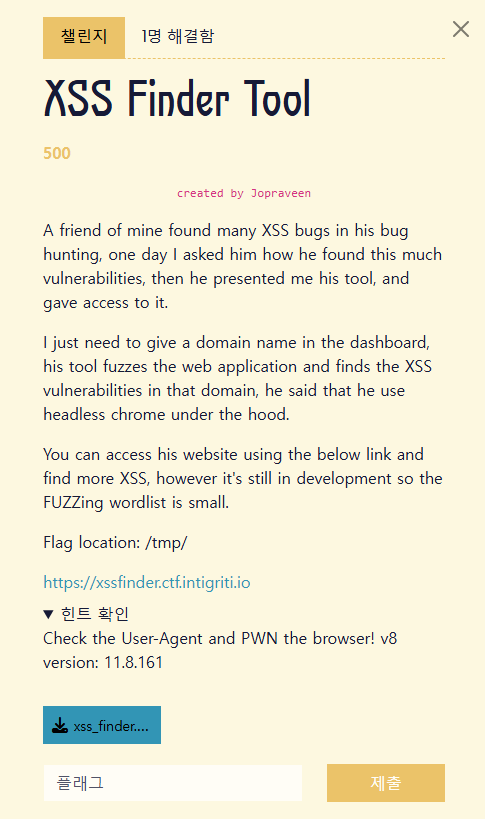 챌린지
1명 해결함
XSS Finder Tool
500
created by Jopraveen
A friend of mine found many XSS bugs in his bug
hunting, one day I asked him how he found this much
vulnerabilities, then he presented me his tool, and
gave access to it.
I just need to give a domain name in the dashboard,
his tool fuzzes the web application and finds the XSS
vulnerabilities in that domain, he said that he use
headless chrome under the hood.
You can access his website using the below link and
find more XSS, however it's still in development so the
FUZZing wordlist is small.
Flag location: /tmp/
https://xssfinder.ctf.intigriti.io
▼ 힌트 확인
Check the User-Agent and PWN the browser! v8
version: 11.8.161
xss_finder....
플래그
제출